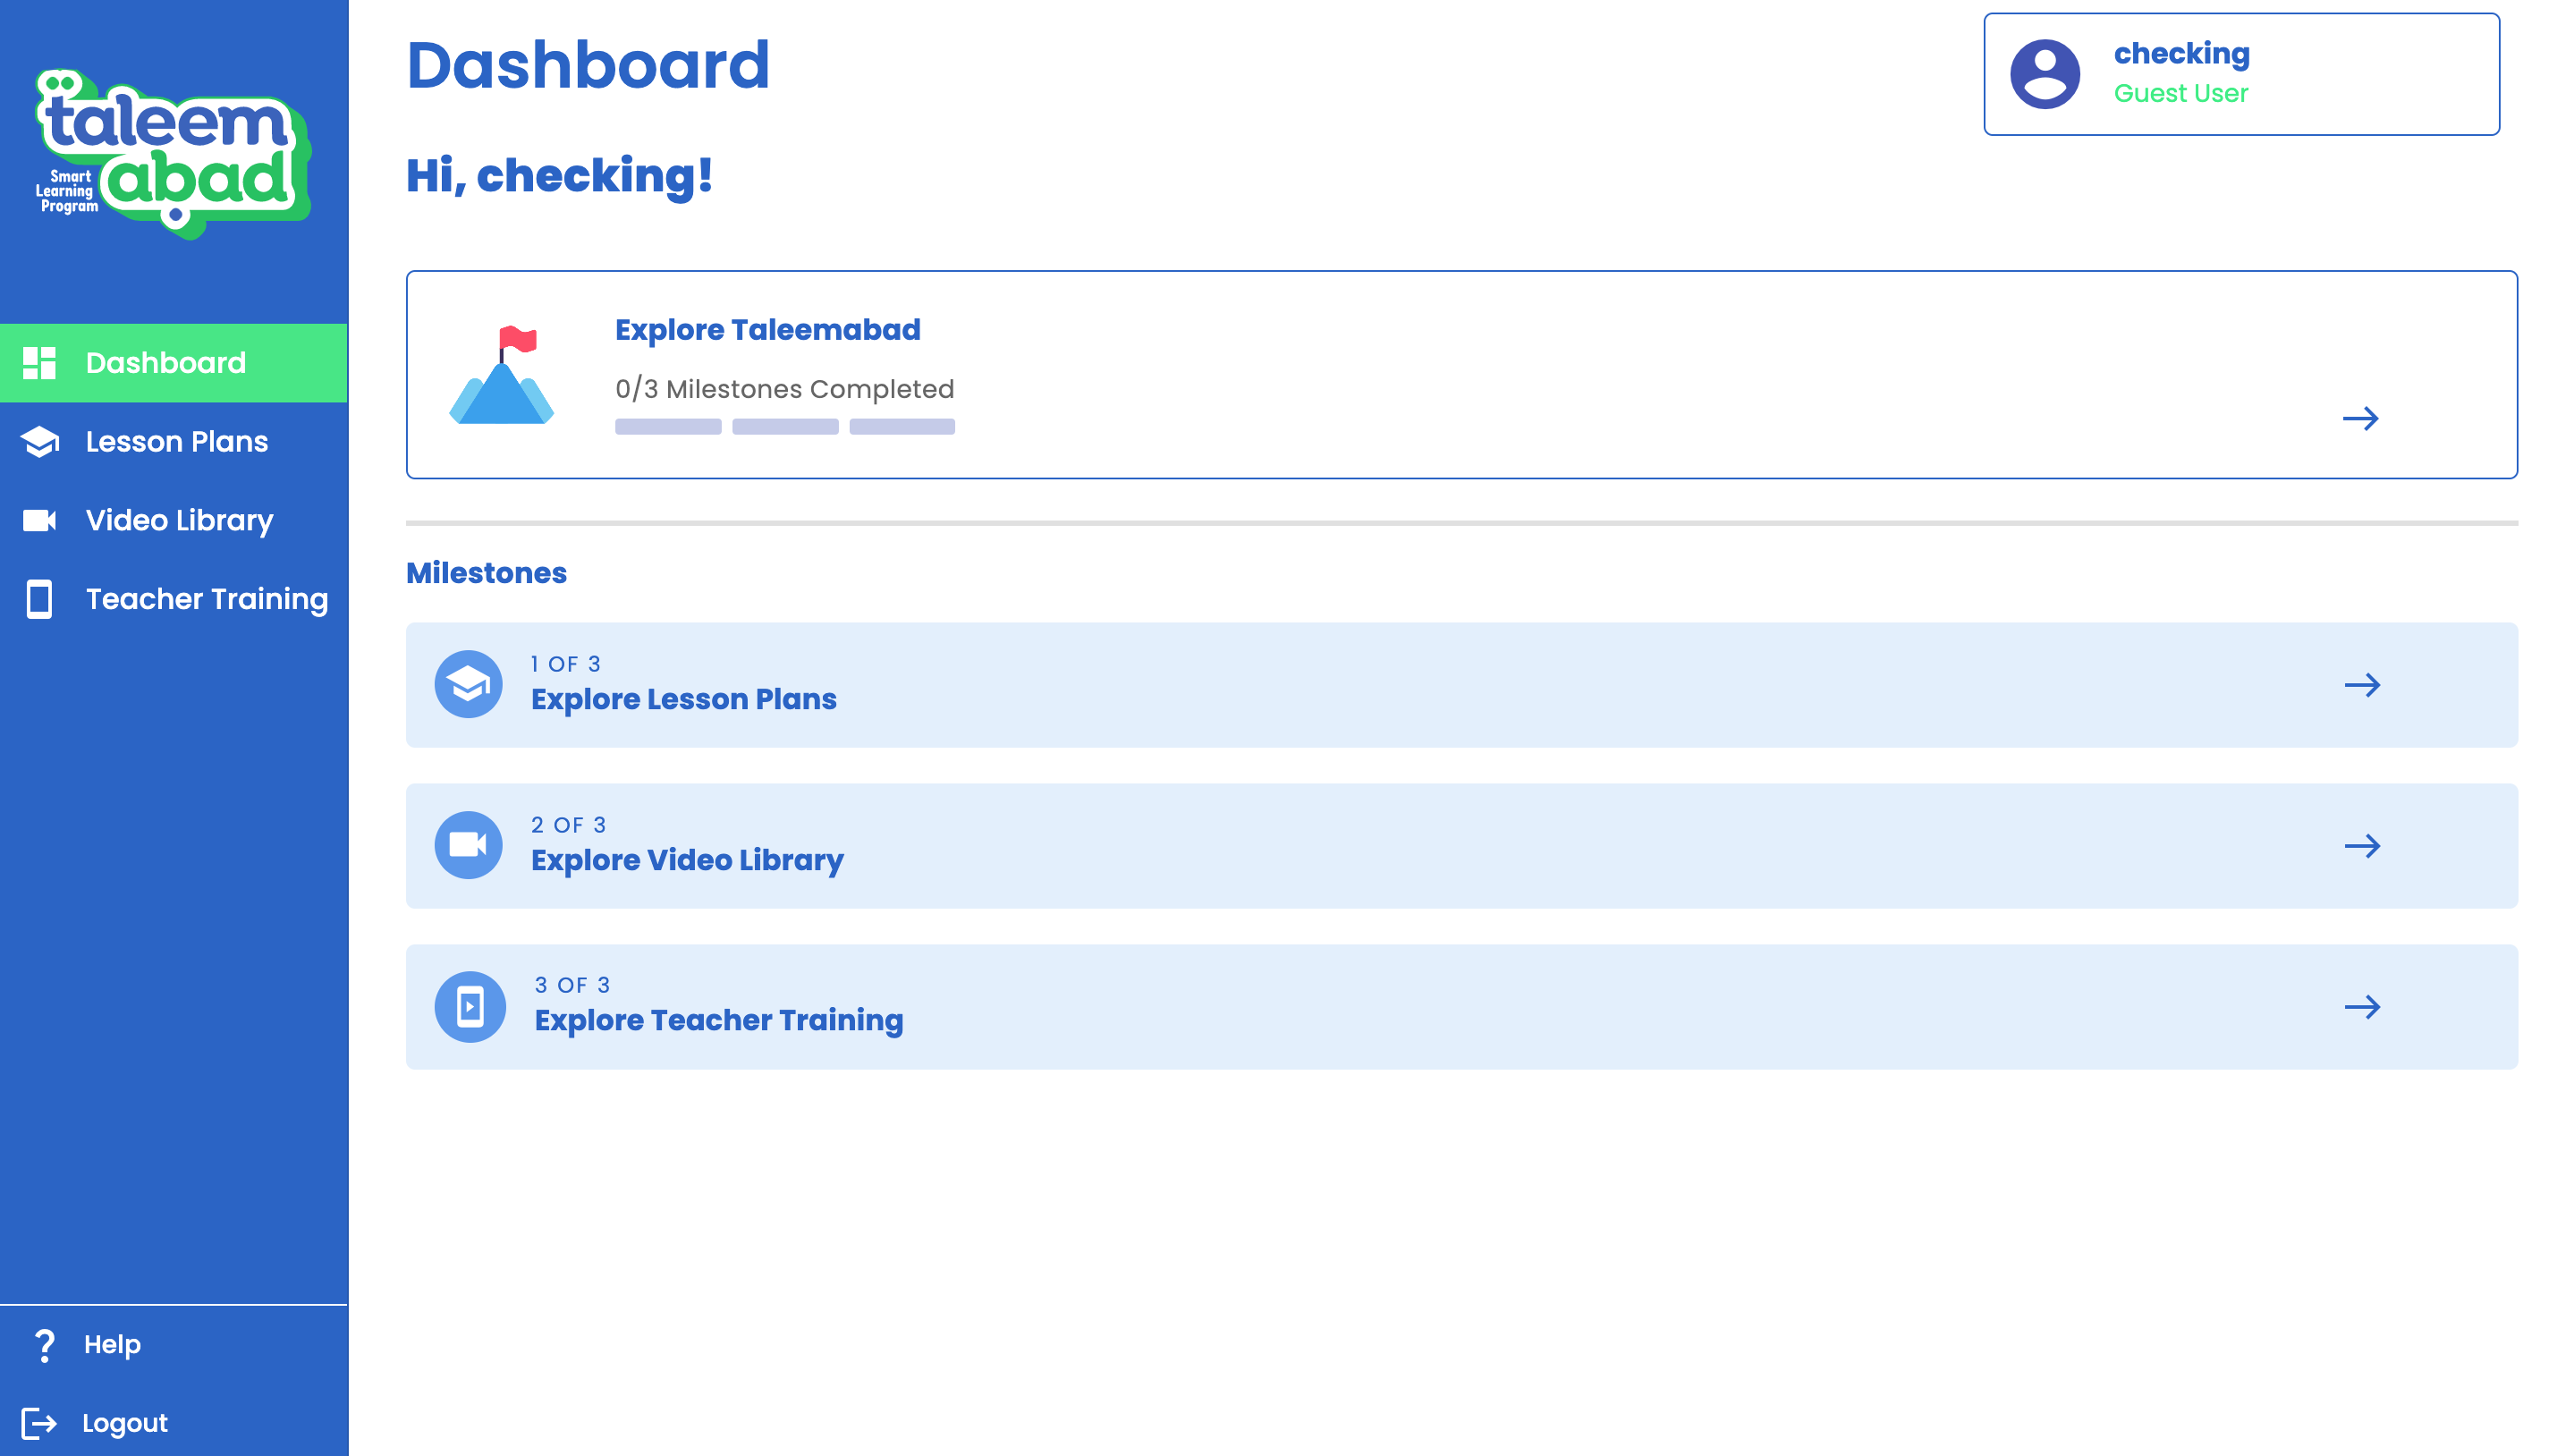 taleem
abad
Smart
Learning
Program
Dashboard
Lesson Plans
Video Library
Teacher Training
Help
Logout
Dashboard
Hi, checking!
checking
Guest User
Explore Taleemabad
0/3 Milestones Completed
Milestones
1 OF 3
Explore Lesson Plans
2 OF 3
Explore Video Library
3 OF 3
Explore Teacher Training